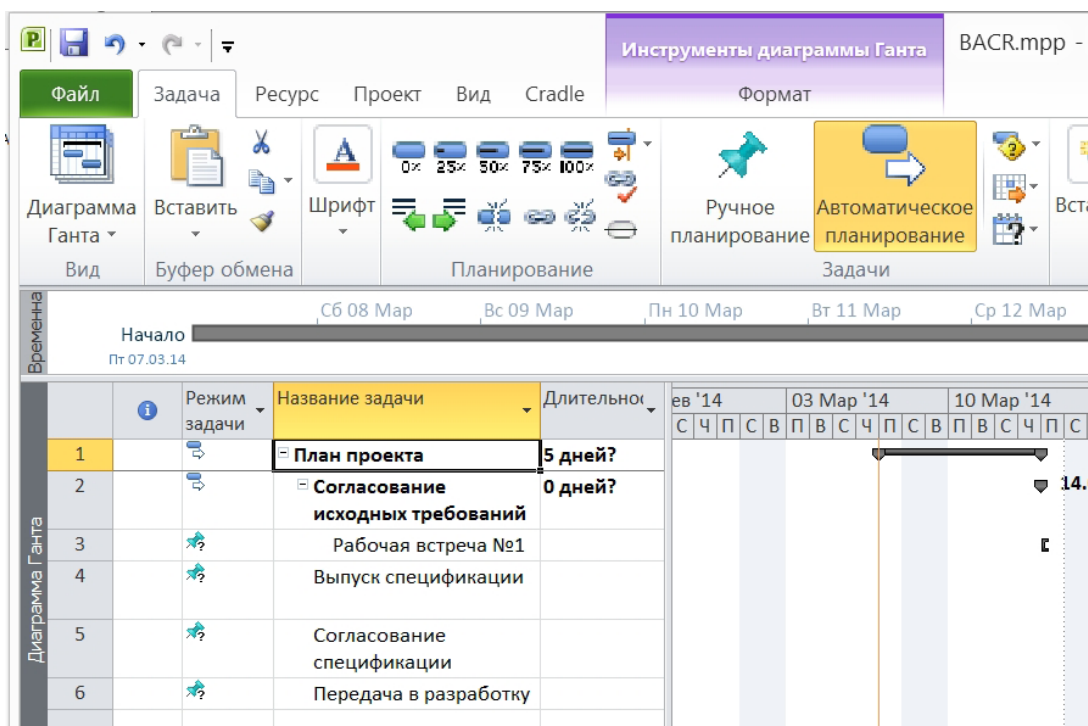 Инструменты диаграммы Ганта
BACR.mpp -
Файл Задача Ресурс Проект Вид Cradle Формат
0% 25% 50% 75% 100%
Диаграмма Ганта
Вставить
Шрифт
Ручное планирование
Автоматическое планирование
Вид Буфер обмена Планирование Задачи
Временна
Сб 08 Мар Вс 09 Мар Пн 10 Мар Вт 11 Мар Ср 12 Мар
Начало
Пт 07.03.14
Режим задачи Название задачи Длительнос
ев '14 03 Мар '14 10 Мар '14
С Ч П С В П В С Ч П С В П В С Ч П С
1 План проекта 5 дней?
2 Согласование 0 дней? 14.
исходных требований
3 Рабочая встреча №1
4 Выпуск спецификации
5 Согласование
спецификации
6 Передача в разработку
Диаграмма Ганта